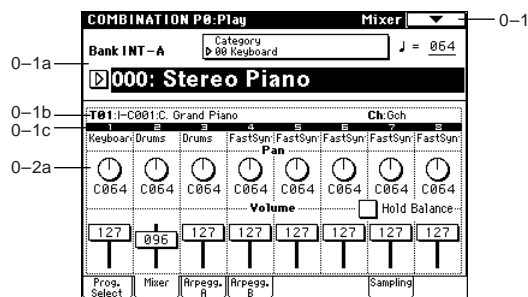 COMBINATION P0:Play Mixer
0–1
Bank INT-A Category ♩ = 064
00 Keyboard
0–1a
000: Stereo Piano
0–1b
T01:I-C001:C. Grand Piano Ch:Gch
0–1c
1 2 3 4 5 6 7 8
Keyboar Drums Drums FastSyn FastSyn FastSyn FastSyn FastSyn
Pan
0–2a
C064 C064 C064 C064 C064 C064 C064 C064
Volume Hold Balance
127 096 127 127 127 127 127 127
Prog. Select Mixer Arpegg. A Arpegg. B Sampling